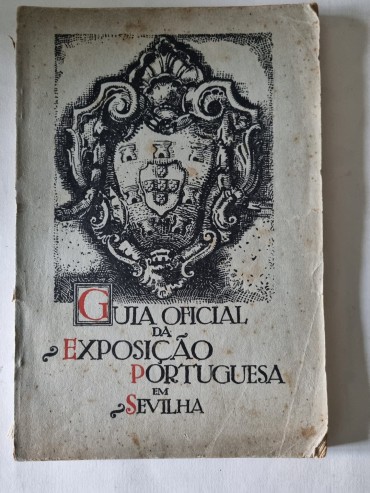 GUIA OFICIAL
DA
EXPOSIÇÃO
PORTUGUESA
EM
SEVILHA